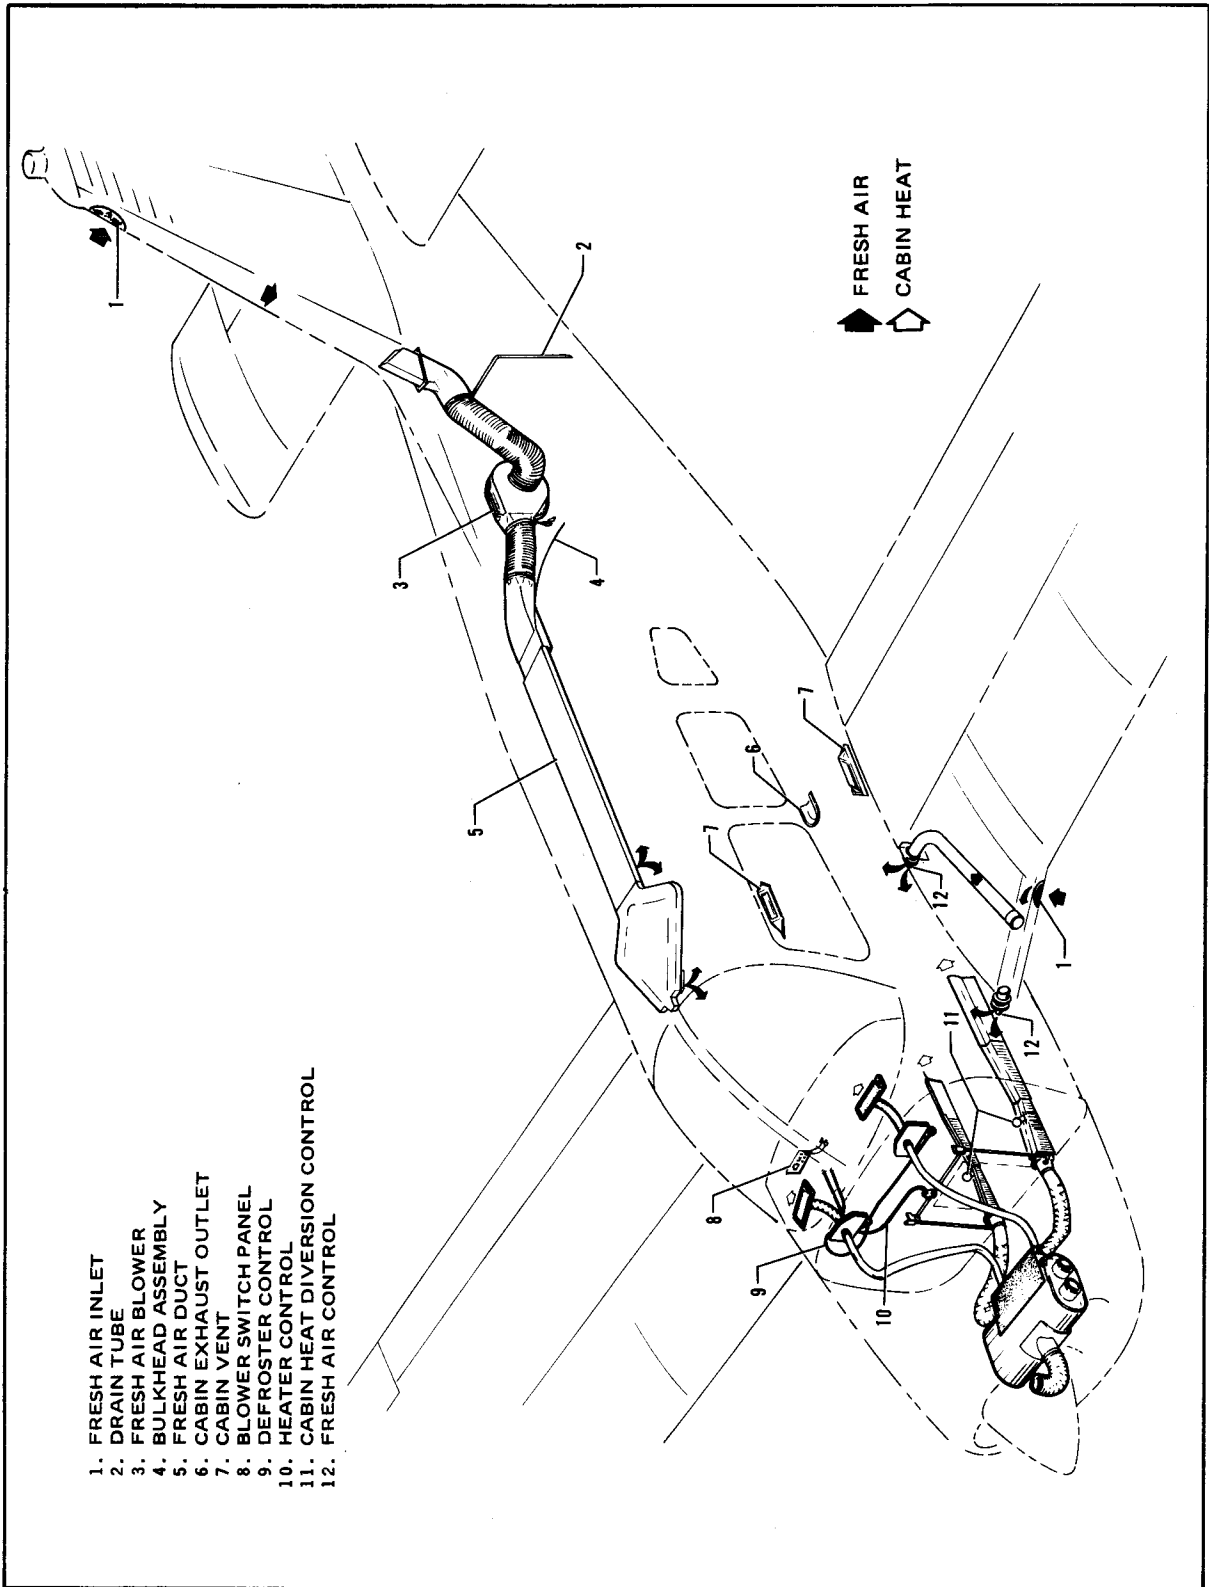 1. FRESH AIR INLET
2. DRAIN TUBE
3. FRESH AIR BLOWER
4. BULKHEAD ASSEMBLY
5. FRESH AIR DUCT
6. CABIN EXHAUST OUTLET
7. CABIN VENT
8. BLOWER SWITCH PANEL
9. DEFROSTER CONTROL
10. HEATER CONTROL
11. CABIN HEAT DIVERSION CONTROL
12. FRESH AIR CONTROL
1
2
3
4
5
6
7
7
8
9
10
11
12
12
1
FRESH AIR
CABIN HEAT